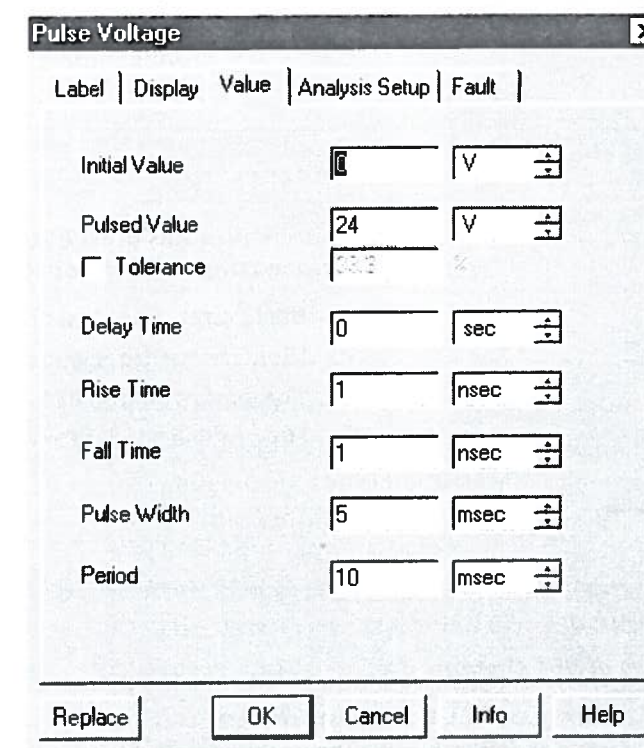 Pulse Voltage
Label Display Value Analysis Setup Fault
Initial Value 0 V
Pulsed Value 24 V
Tolerance %
Delay Time 0 sec
Rise Time 1 nsec
Fall Time 1 nsec
Pulse Width 5 msec
Period 10 msec
Replace OK Cancel Info Help